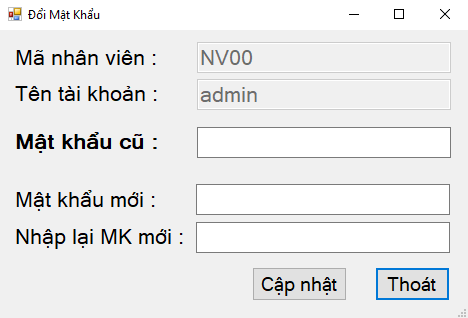 Đổi Mật Khẩu
Mã nhân viên : NV00
Tên tài khoản : admin
Mật khẩu cũ :
Mật khẩu mới :
Nhập lại MK mới :
Cập nhật Thoát